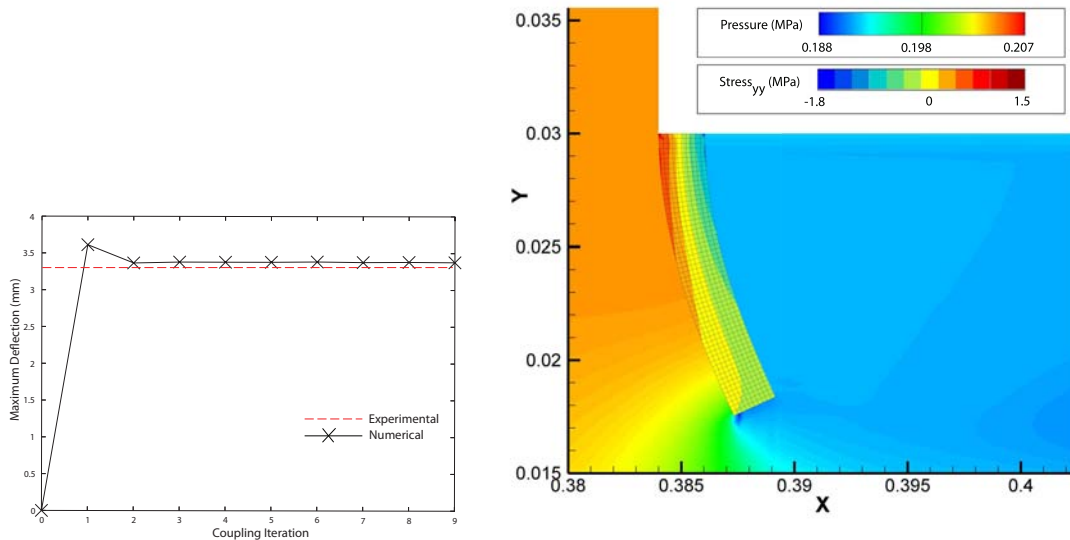 4
3.5
3
2.5
2
1.5
1
0.5
0
0 1 2 3 4 5 6 7 8 9
Maximum Deflection (mm)
Coupling Iteration
Experimental
Numerical
Pressure (MPa)
0.188 0.198 0.207
Stress_yy (MPa)
-1.8 0 1.5
0.035
0.03
0.025
0.02
0.015
Y
0.38 0.385 0.39 0.395 0.4
X